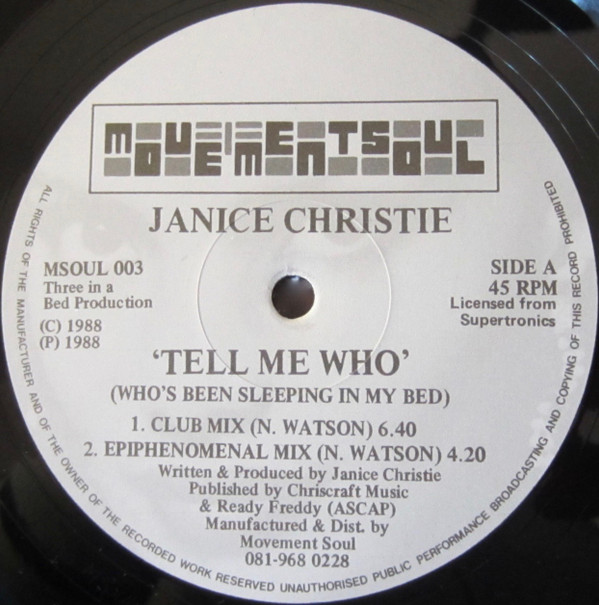 MOVEMENTSOUL
JANICE CHRISTIE
MSOUL 003
Three in a
Bed Production
(C) 1988
(P) 1988
SIDE A
45 RPM
Licensed from
Supertronics
‘TELL ME WHO’
(WHO'S BEEN SLEEPING IN MY BED)
1. CLUB MIX (N. WATSON) 6.40
2. EPIPHENOMENAL MIX (N. WATSON) 4.20
Written & Produced by Janice Christie
Published by Chriscraft Music
& Ready Freddy (ASCAP)
Manufactured & Dist. by
Movement Soul
081-968 0228
ALL RIGHTS OF THE MANUFACTURER AND OF THE OWNER OF THE RECORDED WORK RESERVED UNAUTHORISED PUBLIC PERFORMANCE BROADCASTING AND COPYING OF THIS RECORD PROHIBITED